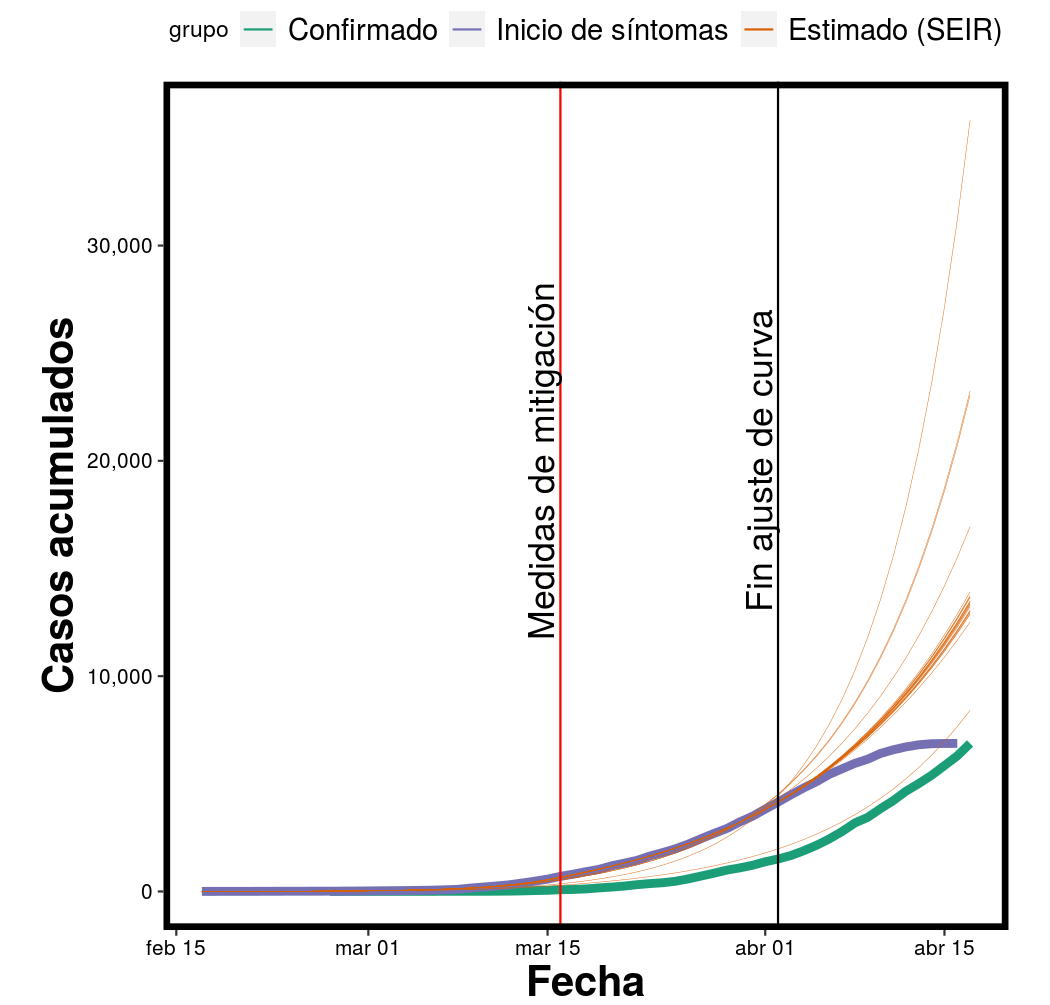 grupo Confirmado Inicio de síntomas Estimado (SEIR)
Casos acumulados
30,000
20,000
10,000
0
Medidas de mitigación
Fin ajuste de curva
feb 15 mar 01 mar 15 abr 01 abr 15
Fecha